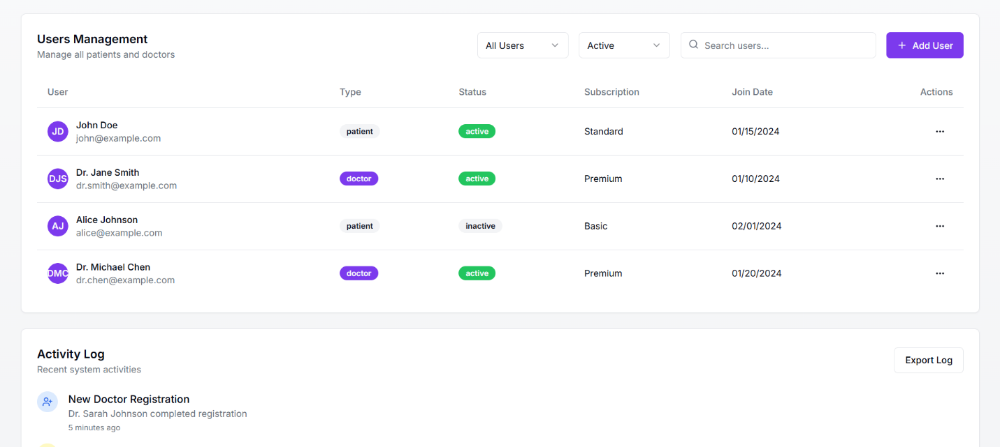 Users Management
Manage all patients and doctors
All Users
Active
Search users...
+ Add User
User Type Status Subscription Join Date Actions
JD John Doe
john@example.com
patient active Standard 01/15/2024 ...
DJS Dr. Jane Smith
dr.smith@example.com
doctor active Premium 01/10/2024 ...
AJ Alice Johnson
alice@example.com
patient inactive Basic 02/01/2024 ...
DMC Dr. Michael Chen
dr.chen@example.com
doctor active Premium 01/20/2024 ...
Activity Log
Recent system activities
Export Log
New Doctor Registration
Dr. Sarah Johnson completed registration
5 minutes ago